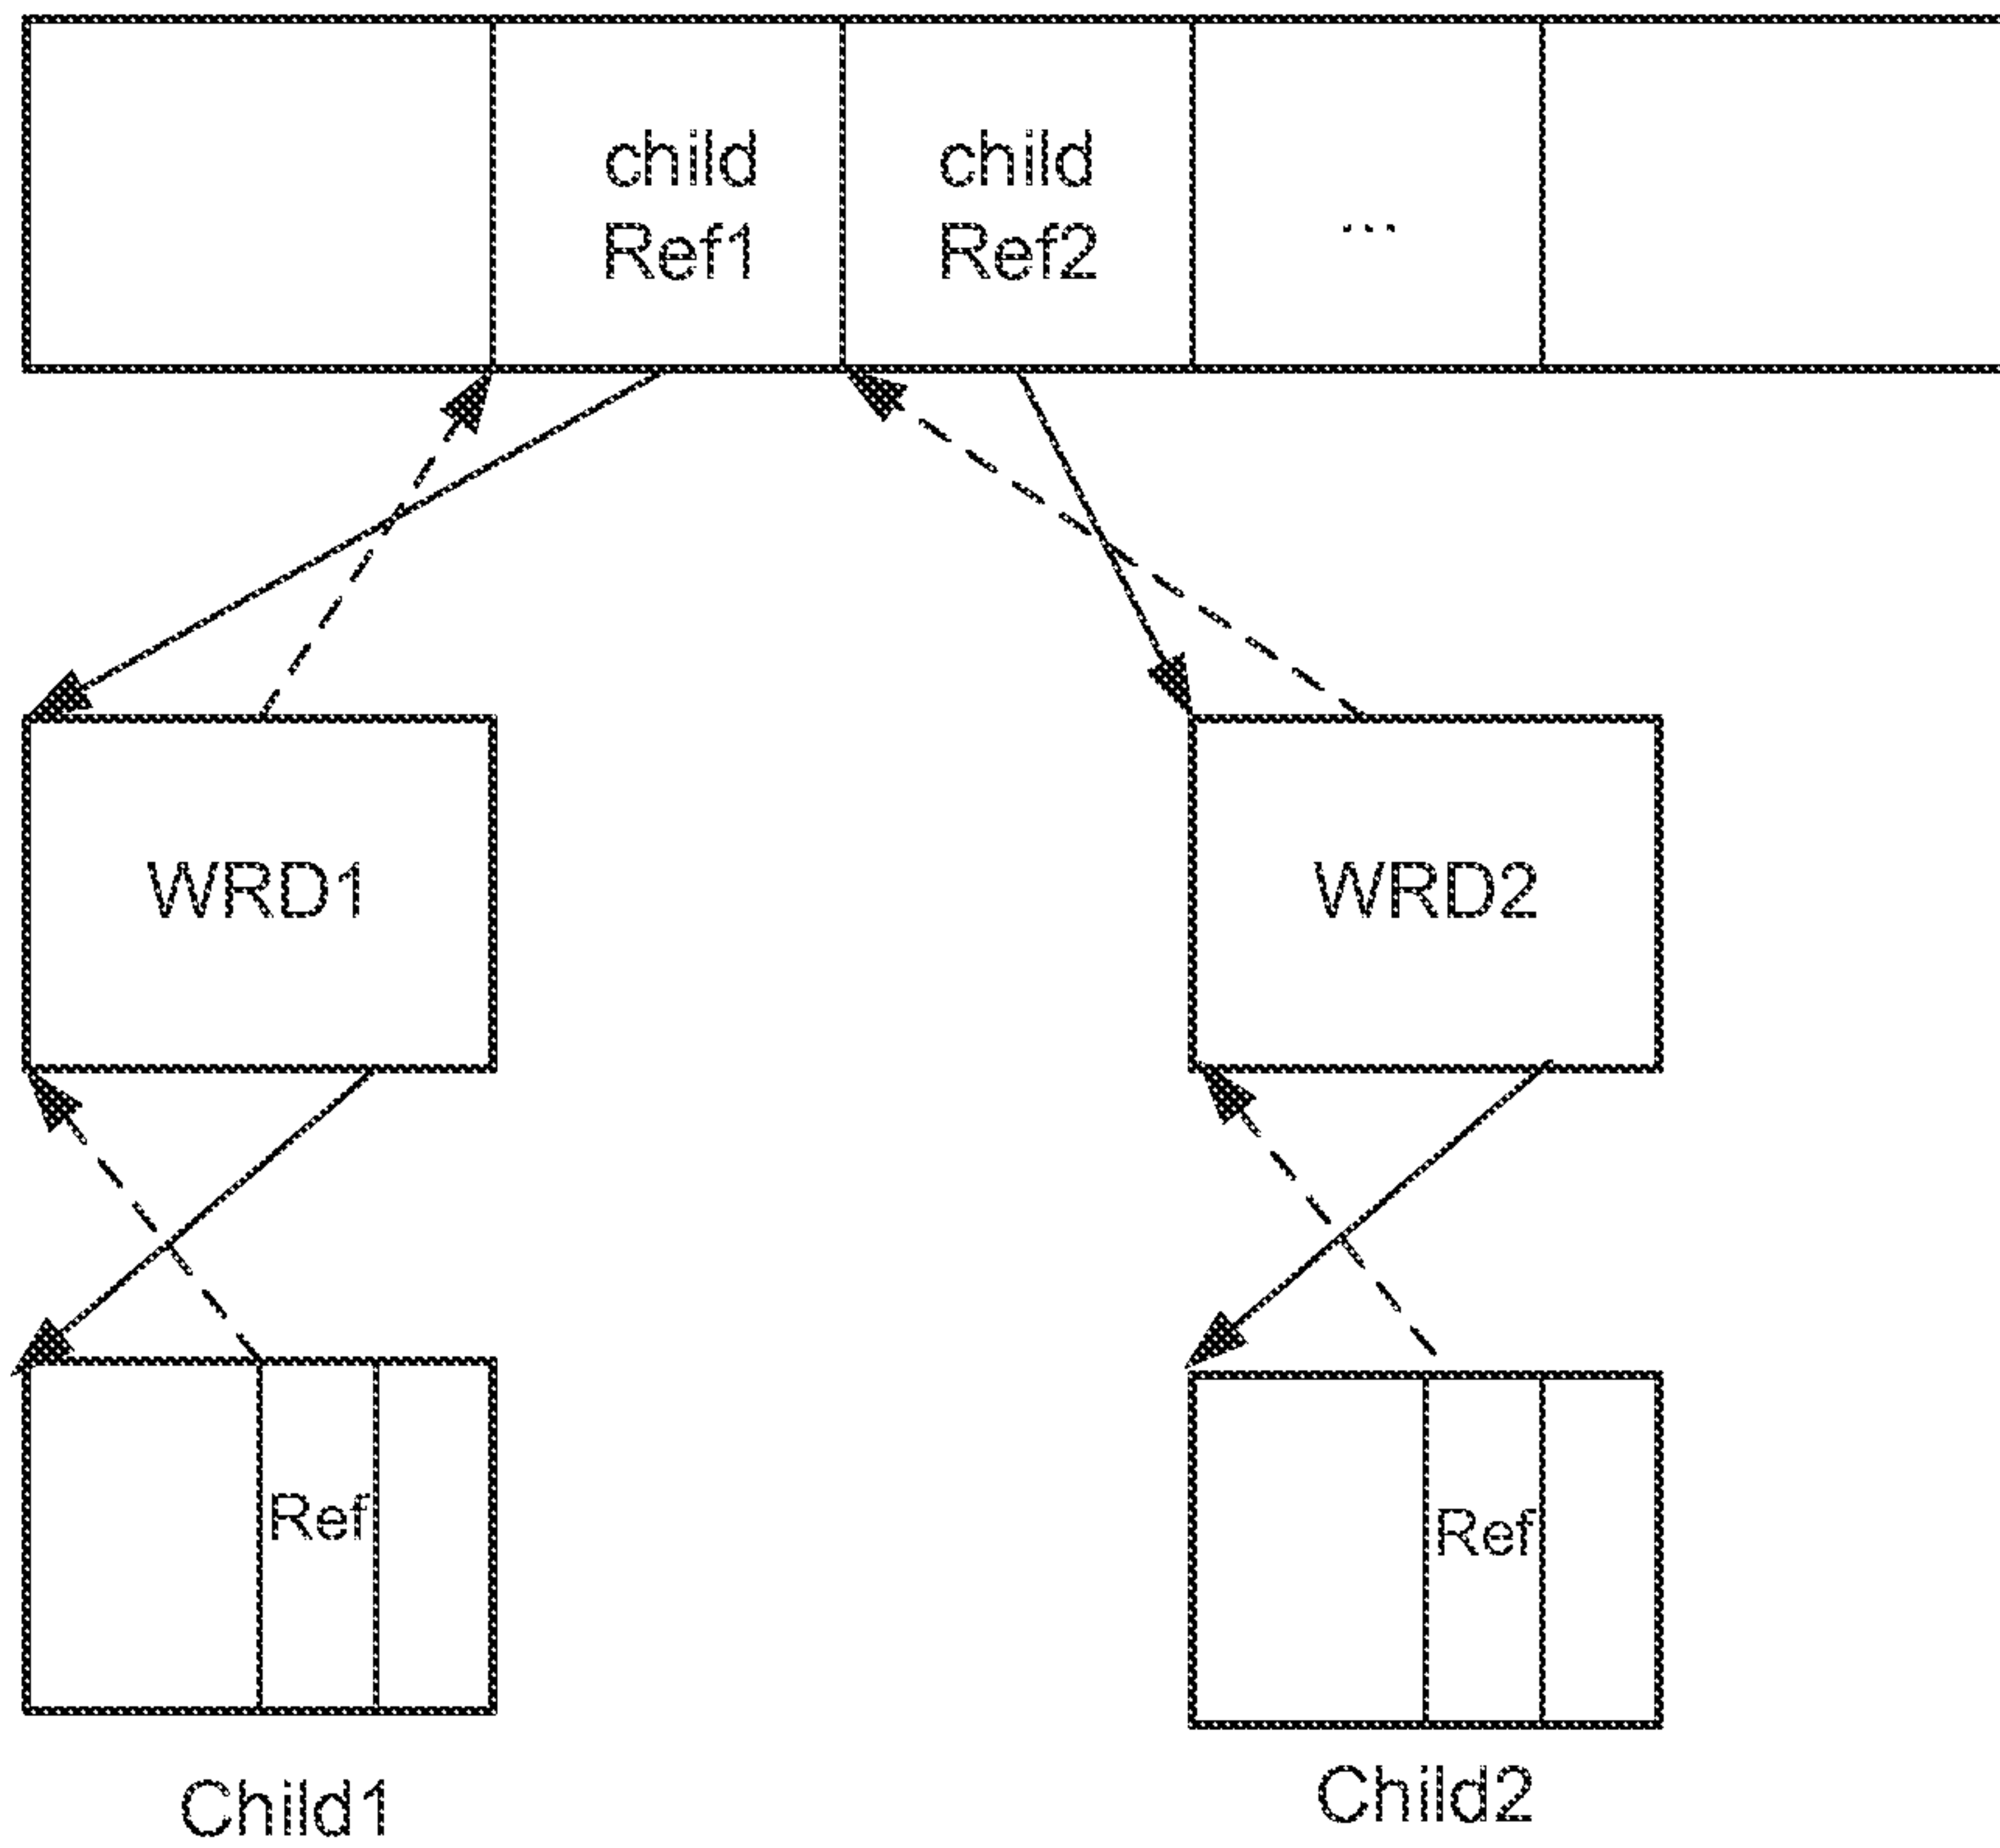 child child
Ref1 Ref2 ...
WRD1 WRD2
Ref Ref
Child1 Child2